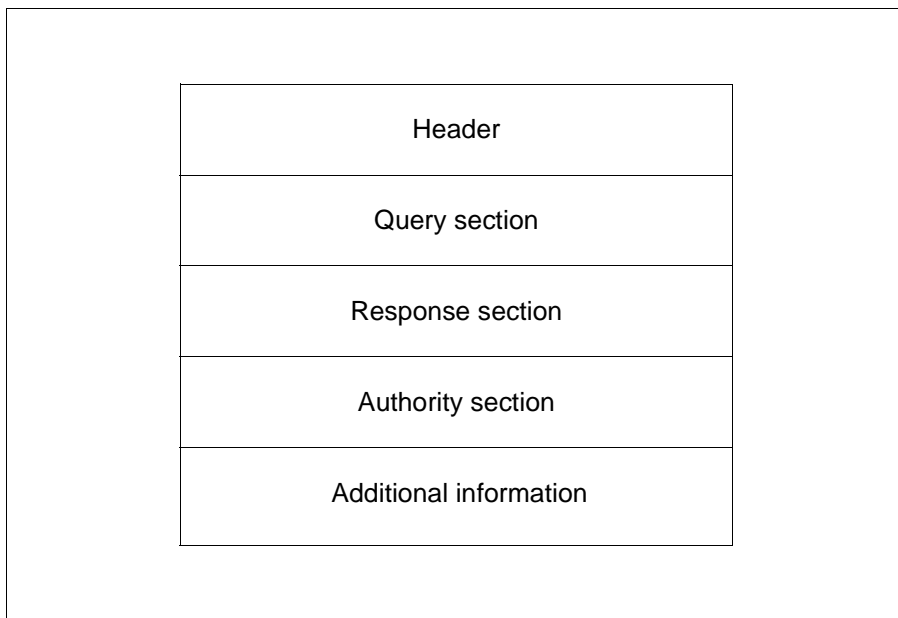 Header
Query section
Response section
Authority section
Additional information